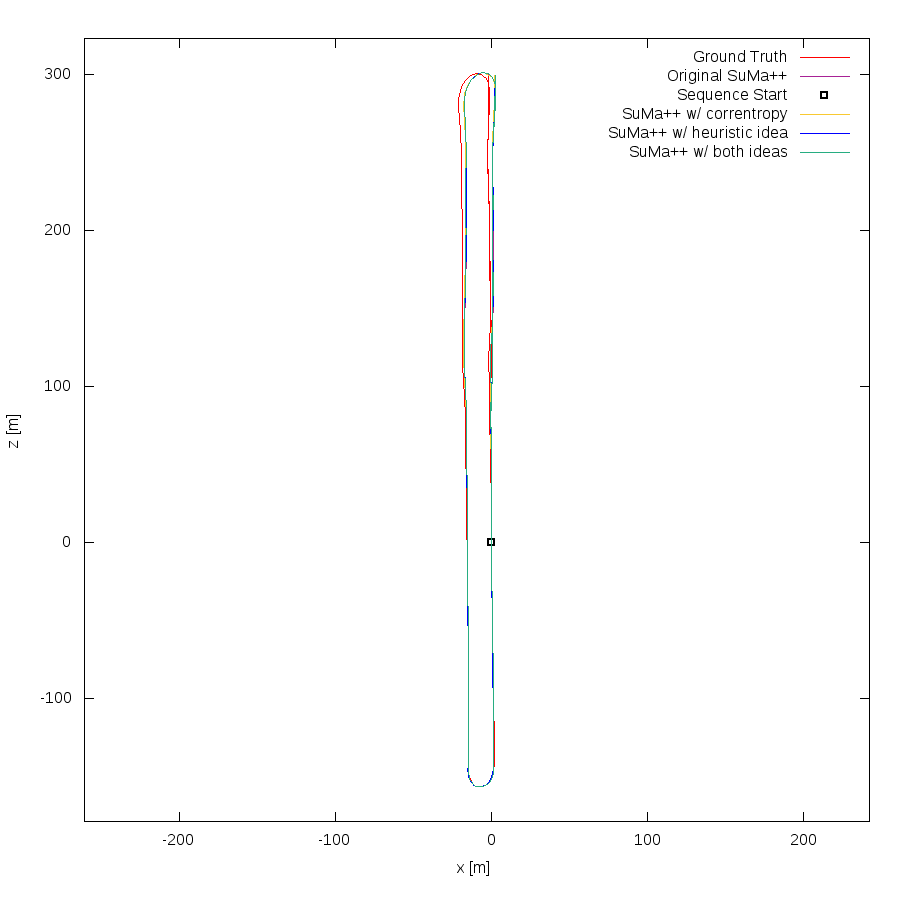 Ground Truth
Original SuMa++
Sequence Start
SuMa++ w/ correntropy
SuMa++ w/ heuristic idea
SuMa++ w/ both ideas
300
200
100
0
-100
z [m]
-200 -100 0 100 200
x [m]